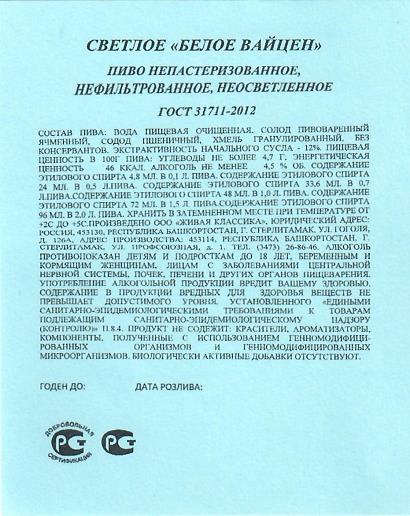 СВЕТЛОЕ «БЕЛОЕ ВАЙЦЕН»
ПИВО НЕПАСТЕРИЗОВАННОЕ,
НЕФИЛЬТРОВАННОЕ, НЕОСВЕТЛЕННОЕ
ГОСТ 31711-2012
СОСТАВ ПИВА: ВОДА ПИЩЕВАЯ ОЧИЩЕННАЯ, СОЛОД ПИВОВАРЕННЫЙ
ЯЧМЕННЫЙ, СОДОД ПШЕНИЧНЫЙ, ХМЕЛЬ ГРАНУЛИРОВАННЫЙ, БЕЗ
КОНСЕРВАНТОВ. ЭКСТРАКТИВНОСТЬ НАЧАЛЬНОГО СУСЛА - 12%. ПИЩЕВАЯ
ЦЕННОСТЬ В 100Г ПИВА: УГЛЕВОДЫ НЕ БОЛЕЕ 4,7 Г; ЭНЕРГЕТИЧЕСКАЯ
ЦЕННОСТЬ 46 ККАЛ. АЛКОГОЛЬ НЕ МЕНЕЕ 4,5 % ОБ. СОДЕРЖАНИЕ
ЭТИЛОВОГО СПИРТА 4,8 МЛ. В 0,1 Л. ПИВА. СОДЕРЖАНИЕ ЭТИЛОВОГО СПИРТА
24 МЛ. В 0,5 Л.ПИВА. СОДЕРЖАНИЕ ЭТИЛОВОГО СПИРТА 33,6 МЛ. В 0,7
Л.ПИВА.СОДЕРЖАНИЕ ЭТИЛОВОГО СПИРТА 48 МЛ. В 1,0 Л. ПИВА. СОДЕРЖАНИЕ
ЭТИЛОВОГО СПИРТА 72 МЛ. В 1,5 Л. ПИВА.СОДЕРЖАНИЕ ЭТИЛОВОГО СПИРТА
96 МЛ. В 2,0 Л. ПИВА. ХРАНИТЬ В ЗАТЕМНЕННОМ МЕСТЕ ПРИ ТЕМПЕРАТУРЕ ОТ
+2С ДО +5С.ПРОИЗВЕДЕНО ООО «ЖИВАЯ КЛАССИКА», ЮРИДИЧЕСКИЙ АДРЕС:
РОССИЯ, 453130, РЕСПУБЛИКА БАШКОРТОСТАН, Г. СТЕРЛИТАМАК, УЛ. ГОГОЛЯ,
Д. 126А, АДРЕС ПРОИЗВОДСТВА: 453114, РЕСПУБЛИКА БАШКОРТОСТАН, Г.
СТЕРЛИТАМАК, УЛ. ПРОФСОЮЗНАЯ, д. 1. ТЕЛ. (3473) 26-86-46. АЛКОГОЛЬ
ПРОТИВОПОКАЗАН ДЕТЯМ И ПОДРОСТКАМ ДО 18 ЛЕТ, БЕРЕМЕННЫМ И
КОРМЯЩИМ ЖЕНЩИНАМ, ЛИЦАМ С ЗАБОЛЕВАНИЯМИ ЦЕНТРАЛЬНОЙ
НЕРВНОЙ СИСТЕМЫ, ПОЧЕК, ПЕЧЕНИ И ДРУГИХ ОРГАНОВ ПИЩЕВАРЕНИЯ.
УПОТРЕБЛЕНИЕ АЛКОГОЛЬНОЙ ПРОДУКЦИИ ВРЕДИТ ВАШЕМУ ЗДОРОВЬЮ.
СОДЕРЖАНИЕ В ПРОДУКЦИИ ВРЕДНЫХ ДЛЯ ЗДОРОВЬЯ ВЕЩЕСТВ НЕ
ПРЕВЫШАЕТ ДОПУСТИМОГО УРОВНЯ, УСТАНОВЛЕННОГО «ЕДИНЫМИ
САНИТАРНО-ЭПИДЕМИОЛОГИЧЕСКИМИ ТРЕБОВАНИЯМИ К ТОВАРАМ
ПОДЛЕЖАЩИМ САНИТАРНО-ЭПИДЕМИОЛОГИЧЕСКОМУ НАДЗОРУ
(КОНТРОЛЮ)» П.8.4. ПРОДУКТ НЕ СОДЕЖИТ: КРАСИТЕЛИ, АРОМАТИЗАТОРЫ,
КОМПОНЕНТЫ, ПОЛУЧЕННЫЕ С ИСПОЛЬЗОВАНИЕМ ГЕННОМОДИФИЦИ-
РОВАННЫХ ОРГАНИЗМОВ И ГЕННОМОДИФИЦИРОВАННЫХ
МИКРООРГАНИЗМОВ. БИОЛОГИЧЕСКИ АКТИВНЫЕ ДОБАВКИ ОТСУТСТВУЮТ.
ГОДЕН ДО: ДАТА РОЗЛИВА:
ДОБРОВОЛЬНАЯ
РСТ РСТ
СЕРТИФИКАЦИЯ